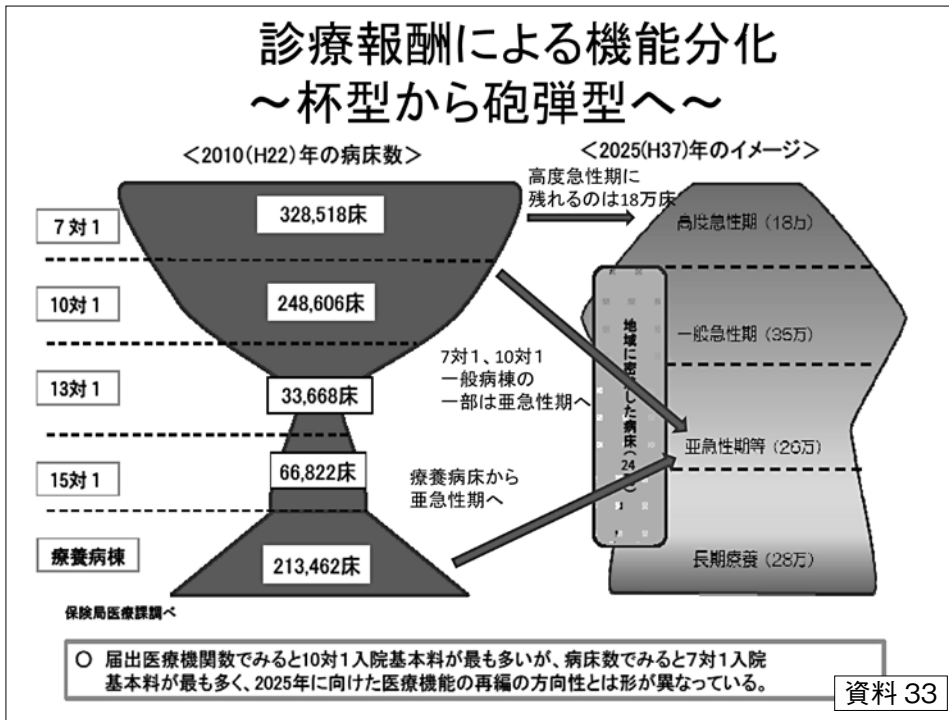 診療報酬による機能分化
～杯型から砲弾型へ～
＜2010(H22)年の病床数＞
＜2025(H37)年のイメージ＞
高度急性期に
残れるのは18万床
7対1
328,518床
高度急性期（18万）
10対1
248,606床
一般急性期（35万）
7対1、10対1
一般病棟の
一部は亜急性期へ
13対1
33,668床
亜急性期等（26万）
15対1
66,822床
療養病床から
亜急性期へ
療養病棟
213,462床
長期療養（28万）
地域に密した病床（24
保険局医療課調べ
○ 届出医療機関数でみると10対1入院基本料が最も多いが、病床数でみると7対1入院
基本料が最も多く、2025年に向けた医療機能の再編の方向性とは形が異なっている。
資料 33